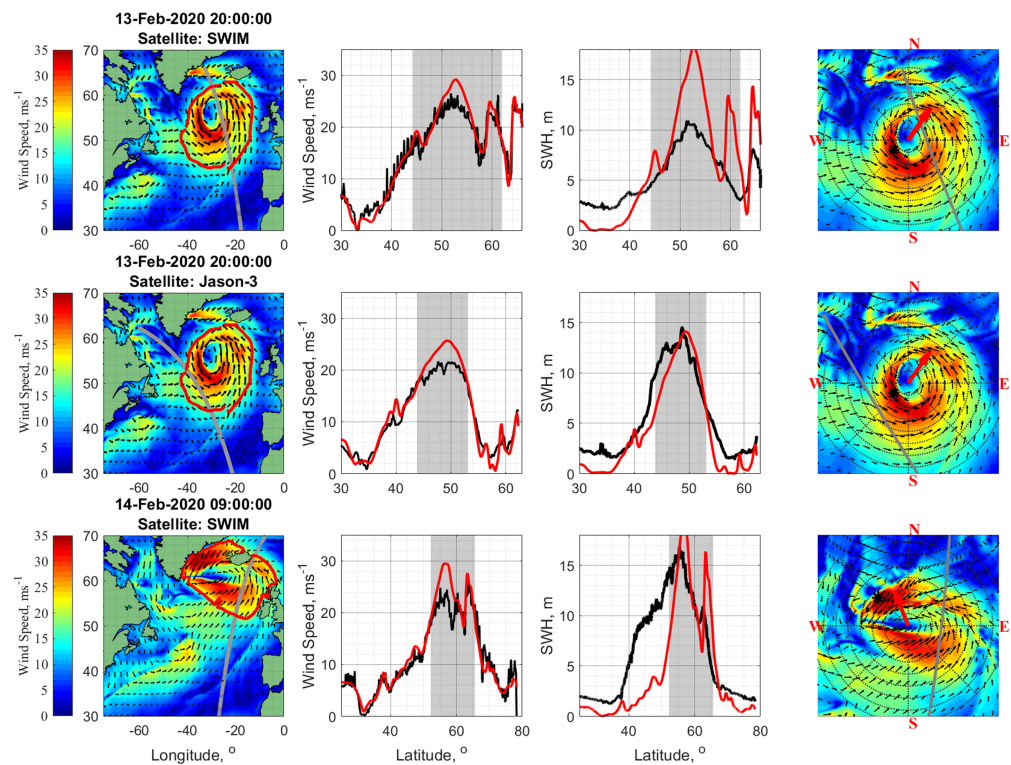 13-Feb-2020 20:00:00
Satellite: SWIM
Wind Speed, ms-1
35
30
25
20
15
10
5
0
70
60
50
40
30
-60 -40 -20 0
Wind Speed, ms-1
30
20
10
0
30 40 50 60
SWH, m
15
10
5
0
30 40 50 60
N
W E
S
13-Feb-2020 20:00:00
Satellite: Jason-3
Wind Speed, ms-1
35
30
25
20
15
10
5
0
70
60
50
40
30
-60 -40 -20 0
Wind Speed, ms-1
30
20
10
0
30 40 50 60
SWH, m
15
10
5
0
30 40 50 60
N
W E
S
14-Feb-2020 09:00:00
Satellite: SWIM
Wind Speed, ms-1
35
30
25
20
15
10
5
0
70
60
50
40
30
-60 -40 -20 0
Longitude, o
Wind Speed, ms-1
30
20
10
0
30 40 50 60 70 80
Latitude, o
SWH, m
15
10
5
0
30 40 50 60 70 80
Latitude, o
N
W E
S